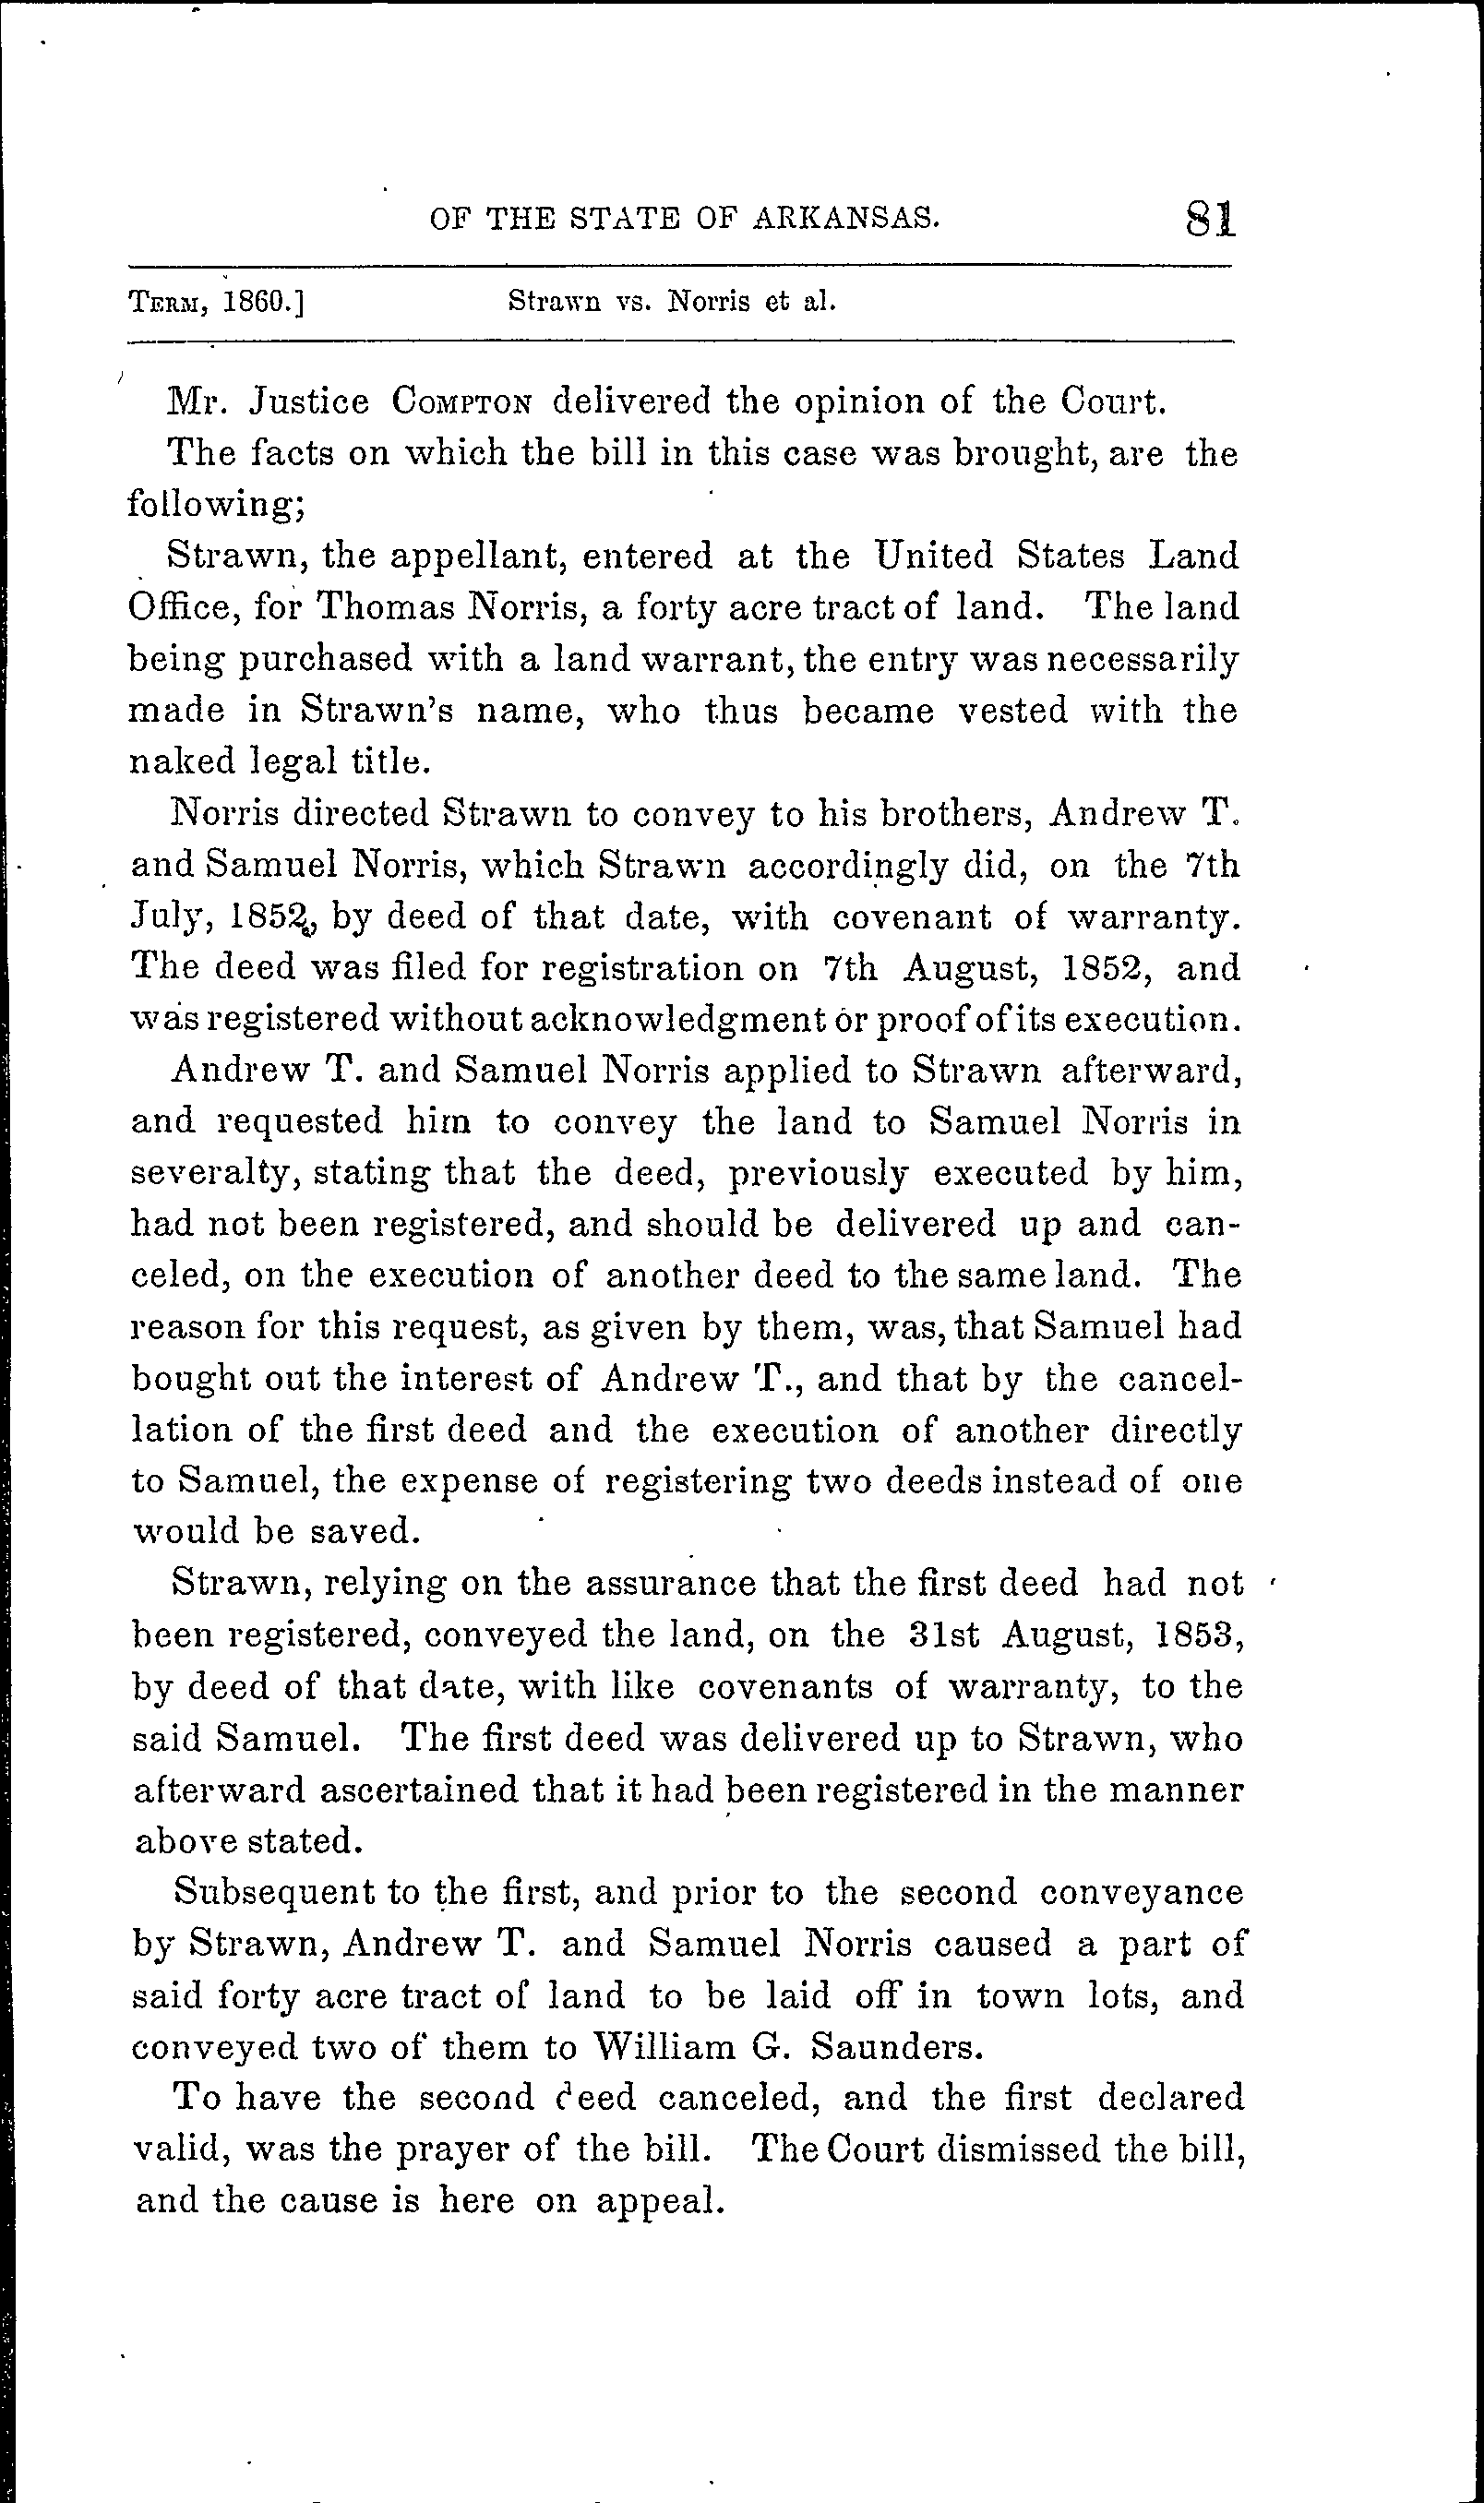 OF THE STATE OF ARKANSAS. 81
TERM, 1860.] Strawn vs. Norris et al.
Mr. Justice COMPTON delivered the opinion of the Court.
The facts on which the bill in this case was brought, are the
following;
Strawn, the appellant, entered at the United States Land
Office, for Thomas Norris, a forty acre tract of land. The land
being purchased with a land warrant, the entry was necessarily
made in Strawn's name, who thus became vested with the
naked legal title.
Norris directed Strawn to convey to his brothers, Andrew T.
and Samuel Norris, which Strawn accordingly did, on the 7th
July, 1852, by deed of that date, with covenant of warranty.
The deed was filed for registration on 7th August, 1852, and
was registered without acknowledgment or proof of its execution.
Andrew T. and Samuel Norris applied to Strawn afterward,
and requested him to convey the land to Samuel Norris in
severalty, stating that the deed, previously executed by him,
had not been registered, and should be delivered up and can-
celed, on the execution of another deed to the same land. The
reason for this request, as given by them, was, that Samuel had
bought out the interest of Andrew T., and that by the cancel-
lation of the first deed and the execution of another directly
to Samuel, the expense of registering two deeds instead of one
would be saved.
Strawn, relying on the assurance that the first deed had not
been registered, conveyed the land, on the 31st August, 1853,
by deed of that date, with like covenants of warranty, to the
said Samuel. The first deed was delivered up to Strawn, who
afterward ascertained that it had been registered in the manner
above stated.
Subsequent to the first, and prior to the second conveyance
by Strawn, Andrew T. and Samuel Norris caused a part of
said forty acre tract of land to be laid off in town lots, and
conveyed two of them to William G. Saunders.
To have the second deed canceled, and the first declared
valid, was the prayer of the bill. The Court dismissed the bill,
and the cause is here on appeal.